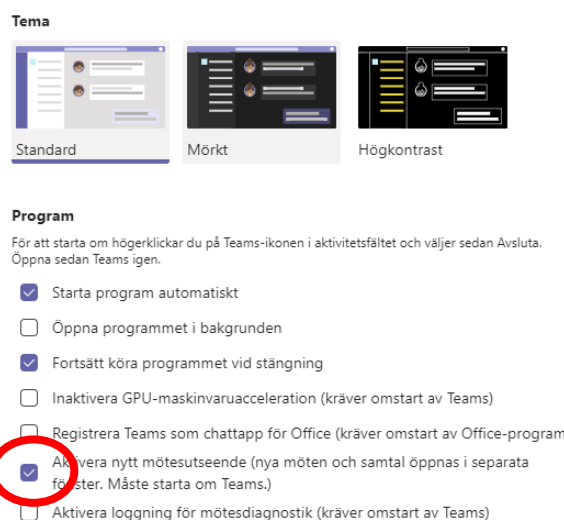 Tema
Standard
Mörkt
Högkontrast
Program
För att starta om högerklickar du på Teams-ikonen i aktivitetsfältet och väljer sedan Avsluta.
Öppna sedan Teams igen.
Starta program automatiskt
Öppna programmet i bakgrunden
Fortsätt köra programmet vid stängning
Inaktivera GPU-maskinvaruacceleration (kräver omstart av Teams)
Registrera Teams som chattapp för Office (kräver omstart av Office-program
Aktivera nytt mötesutseende (nya möten och samtal öppnas i separata
fönster. Måste starta om Teams.)
Aktivera loggning för mötesdiagnostik (kräver omstart av Teams)